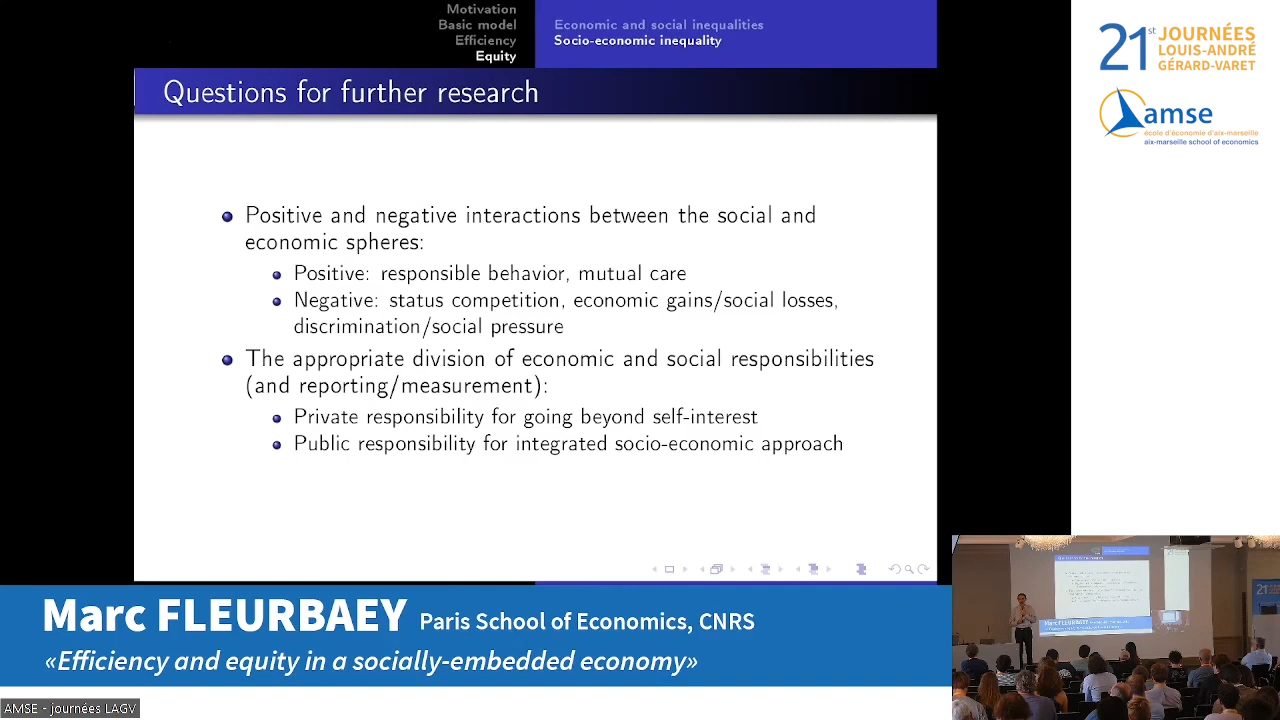 Motivation
Basic model
Efficiency
Equity
Economic and social inequalities
Socio-economic inequality
Questions for further research
Positive and negative interactions between the social and
economic spheres:
Positive: responsible behavior, mutual care
Negative: status competition, economic gains/social losses,
discrimination/social pressure
The appropriate division of economic and social responsibilities
(and reporting/measurement):
Private responsibility for going beyond self-interest
Public responsibility for integrated socio-economic approach
21st JOURNÉES
LOUIS-ANDRÉ
GÉRARD-VARET
amse
école d'économie d'aix-marseille
aix-marseille school of economics
Marc FLEURBAEY Paris School of Economics, CNRS
«Efficiency and equity in a socially-embedded economy»
AMSE - journées LAGV
Marc FLEURBAEY
21